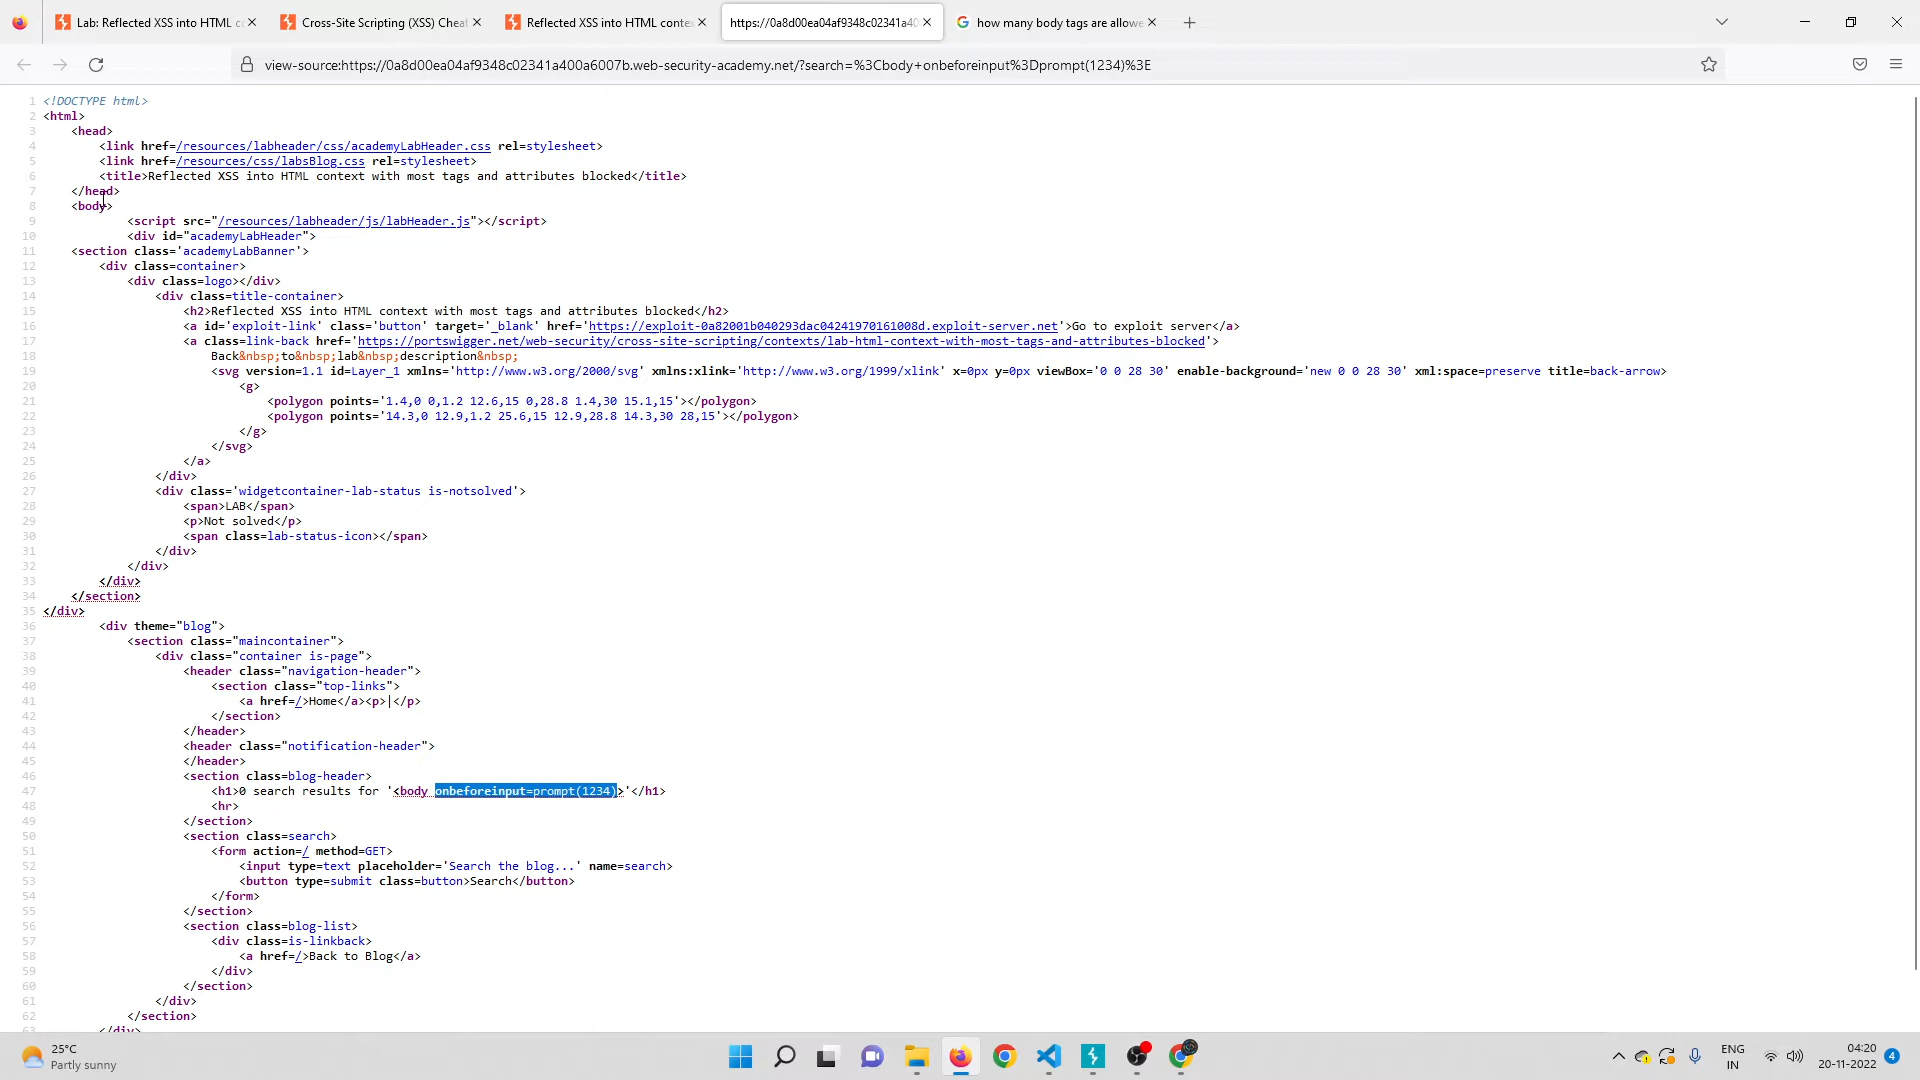 Lab: Reflected XSS into HTML co
Cross-Site Scripting (XSS) Cheat
Reflected XSS into HTML conte
https://0a8d00ea04af9348c02341a40
how many body tags are allowe
view-source:https://0a8d00ea04af9348c02341a400a6007b.web-security-academy.net/?search=%3Cbody+onbeforeinput%3Dprompt(1234)%3E
1 <!DOCTYPE html>
2 <html>
3 <head>
4 <link href=/resources/labheader/css/academyLabHeader.css rel=stylesheet>
5 <link href=/resources/css/labsBlog.css rel=stylesheet>
6 <title>Reflected XSS into HTML context with most tags and attributes blocked</title>
7 </head>
8 <body>
9 <script src="/resources/labheader/js/labHeader.js"></script>
10 <div id="academyLabHeader">
11 <section class='academyLabBanner'>
12 <div class=container>
13 <div class=logo></div>
14 <div class=title-container>
15 <h2>Reflected XSS into HTML context with most tags and attributes blocked</h2>
16 <a id='exploit-link' class='button' target='_blank' href='https://exploit-0a82001b040293dac04241970161008d.exploit-server.net'>Go to exploit server</a>
17 <a class=link-back href='https://portswigger.net/web-security/cross-site-scripting/contexts/lab-html-context-with-most-tags-and-attributes-blocked'>
18 Back&nbsp;to&nbsp;lab&nbsp;description&nbsp;
19 <svg version=1.1 id=Layer_1 xmlns='http://www.w3.org/2000/svg' xmlns:xlink='http://www.w3.org/1999/xlink' x=0px y=0px viewBox='0 0 28 30' enable-background='new 0 0 28 30' xml:space=preserve title=back-arrow>
20 <g>
21 <polygon points='1.4,0 0,1.2 12.6,15 0,28.8 1.4,30 15.1,15'></polygon>
22 <polygon points='14.3,0 12.9,1.2 25.6,15 12.9,28.8 14.3,30 28,15'></polygon>
23 </g>
24 </svg>
25 </a>
26 </div>
27 <div class='widgetcontainer-lab-status is-notsolved'>
28 <span>LAB</span>
29 <p>Not solved</p>
30 <span class=lab-status-icon></span>
31 </div>
32 </div>
33 </div>
34 </section>
35 </div>
36 <div theme="blog">
37 <section class="maincontainer">
38 <div class="container is-page">
39 <header class="navigation-header">
40 <section class="top-links">
41 <a href=/>Home</a><p>|</p>
42 </section>
43 </header>
44 <header class="notification-header">
45 </header>
46 <section class=blog-header>
47 <h1>0 search results for '<body onbeforeinput=prompt(1234)>'</h1>
48 <hr>
49 </section>
50 <section class=search>
51 <form action=/ method=GET>
52 <input type=text placeholder='Search the blog...' name=search>
53 <button type=submit class=button>Search</button>
54 </form>
55 </section>
56 <section class=blog-list>
57 <div class=is-linkback>
58 <a href=/>Back to Blog</a>
59 </div>
60 </section>
61 </div>
62 </section>
63 </div>
25°C
Partly sunny
ENG
IN
04:20
20-11-2022
4